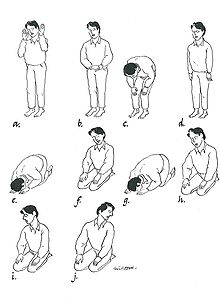 a. b. c. d.
e. f. g. h.
i. j.